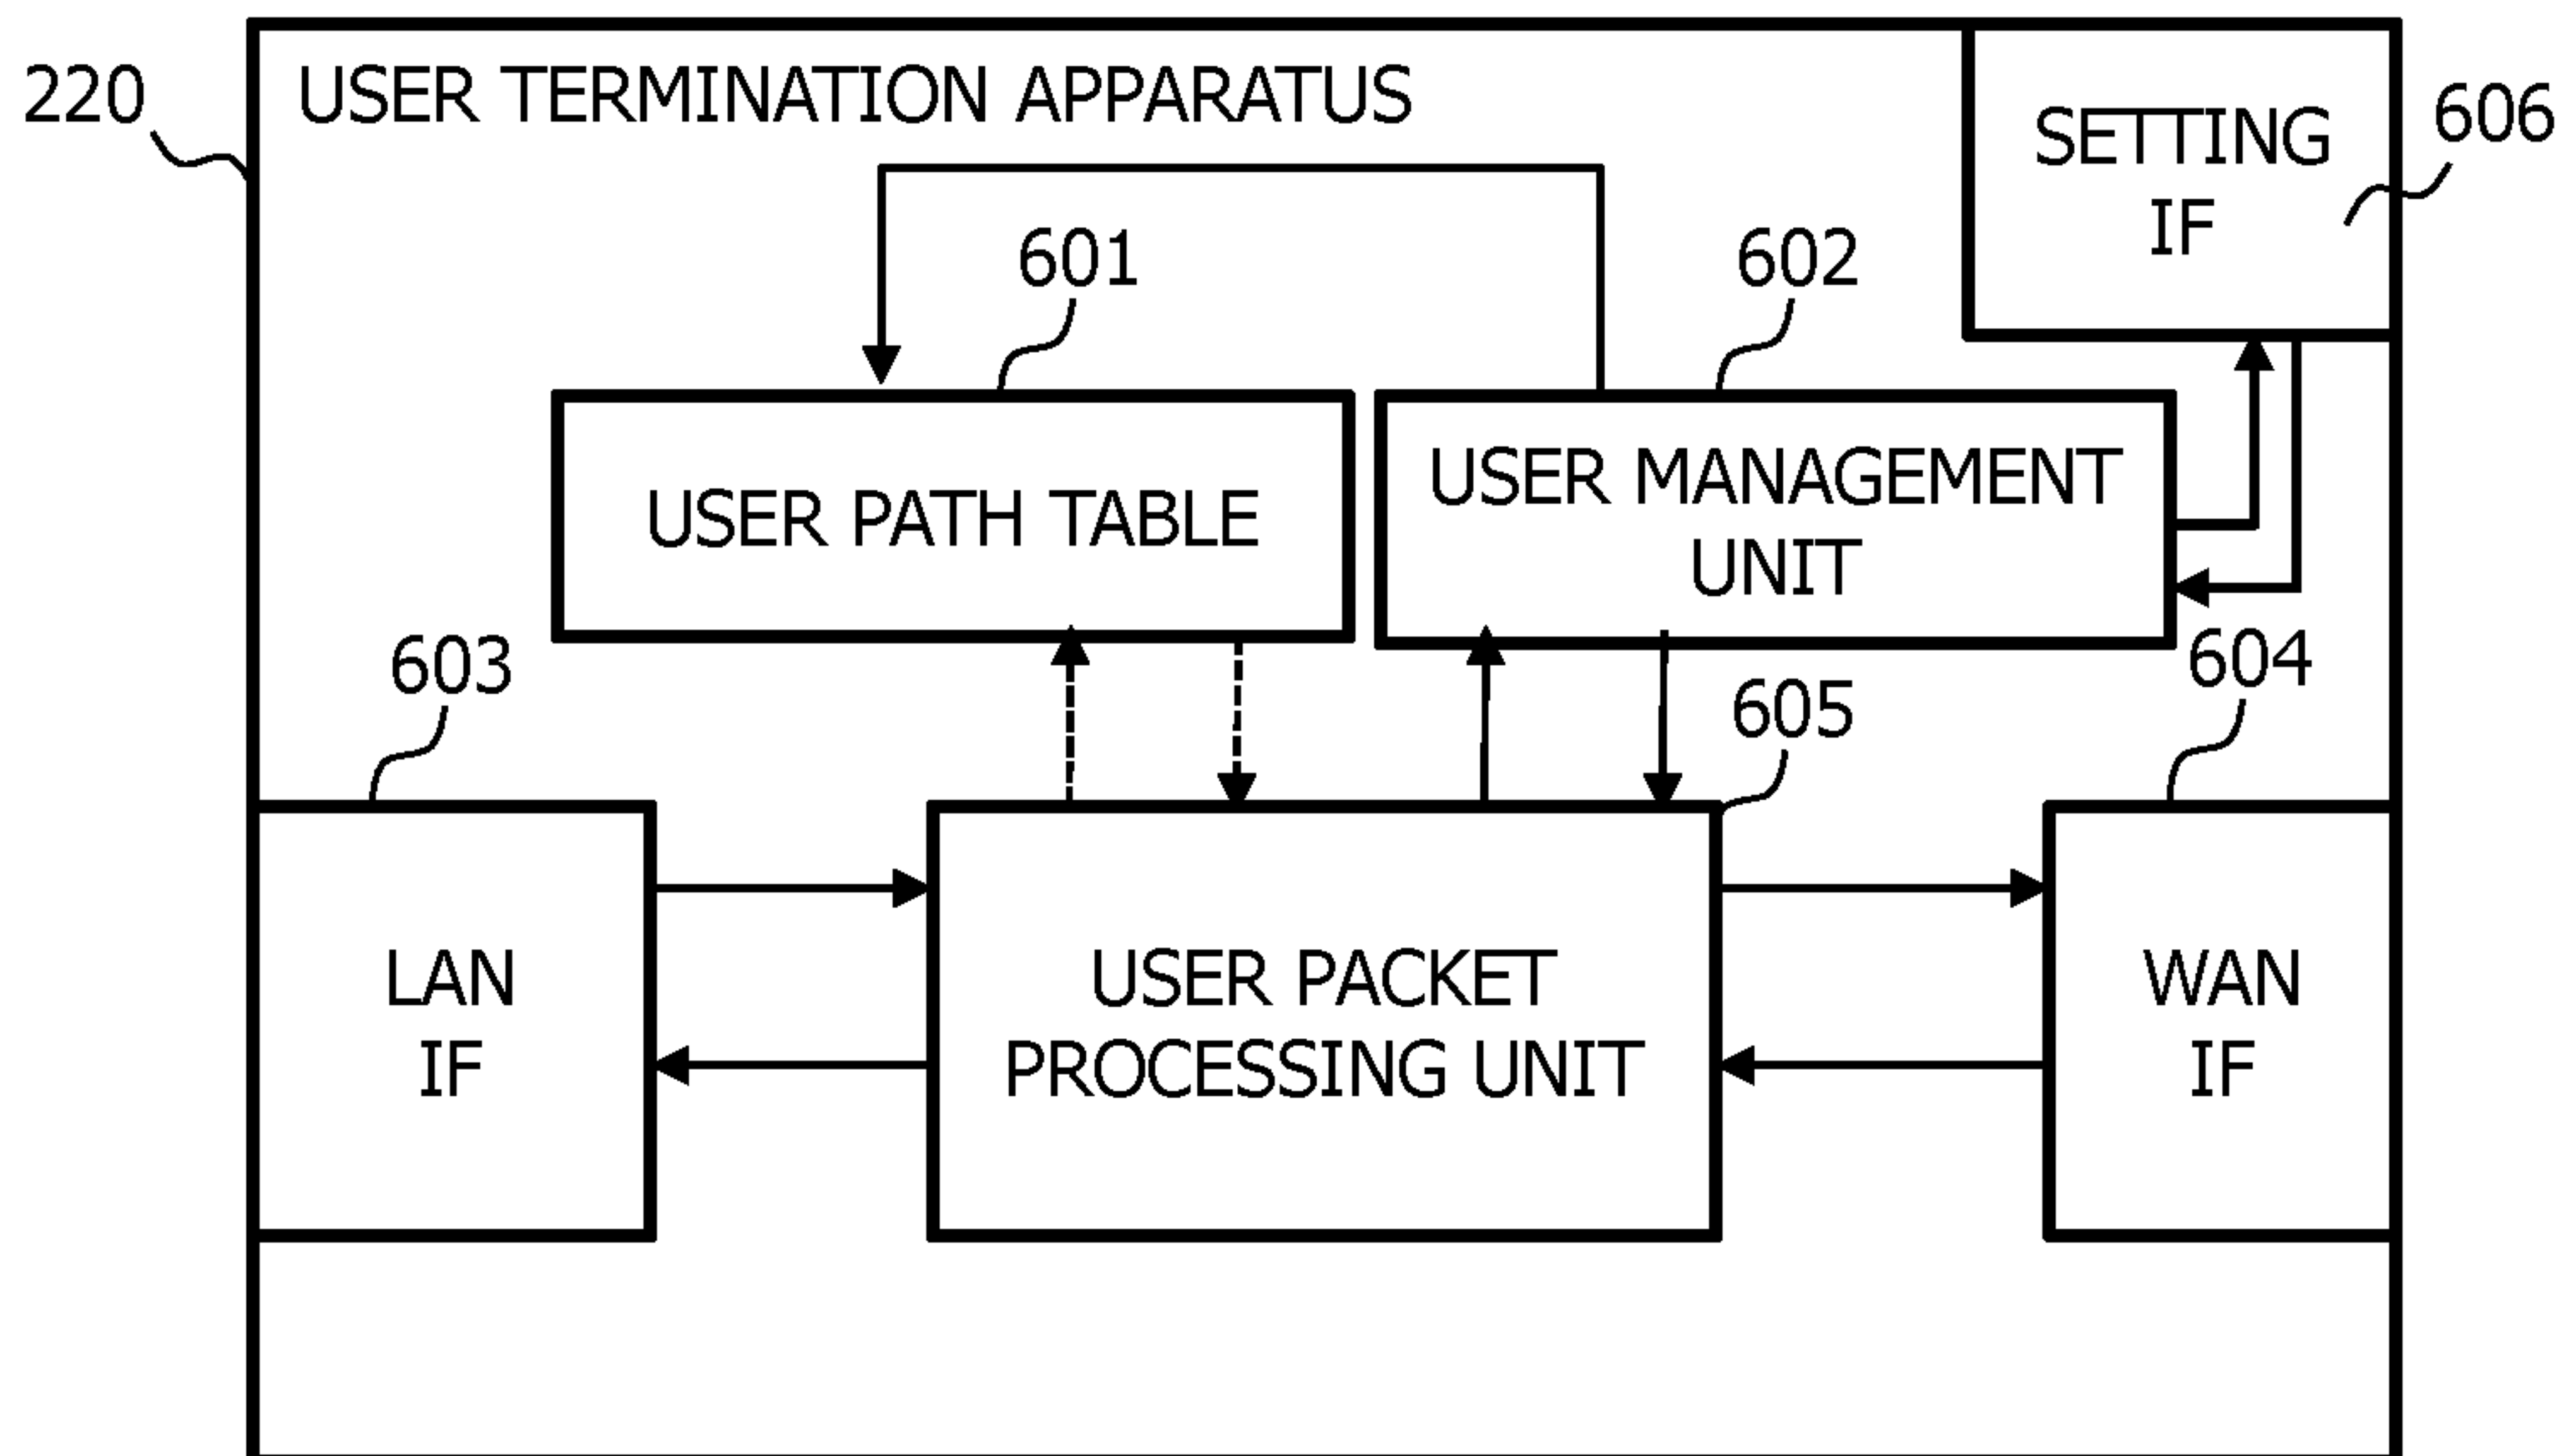 220
USER TERMINATION APPARATUS
SETTING
IF
606
601
602
USER PATH TABLE
USER MANAGEMENT
UNIT
603
604
605
LAN
IF
USER PACKET
PROCESSING UNIT
WAN
IF